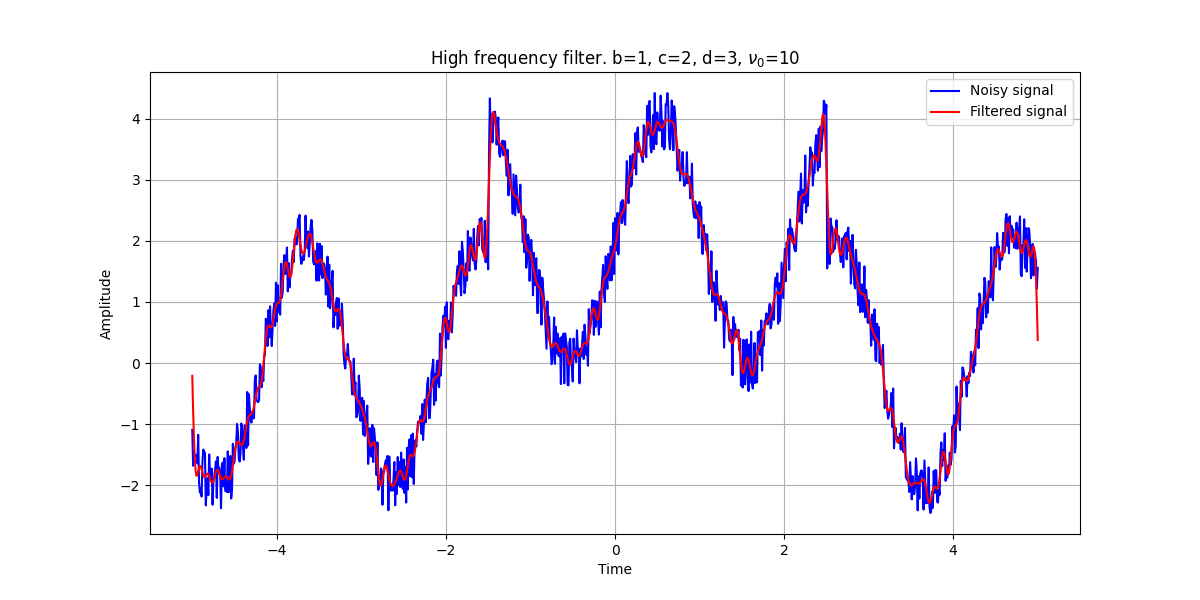 High frequency filter. b=1, c=2, d=3, ν₀=10
Noisy signal
Filtered signal
Amplitude
4
3
2
1
0
−1
−2
−4
−2
0
2
4
Time